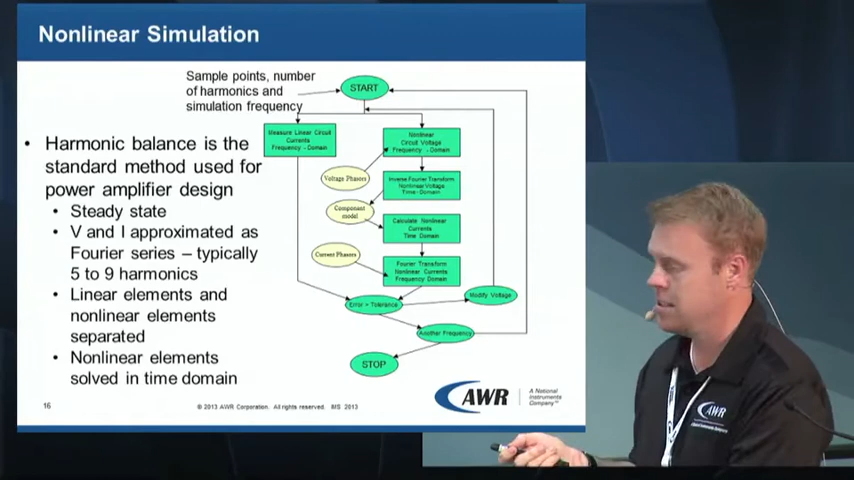 Nonlinear Simulation
Sample points, number
of harmonics and
simulation frequency
START
• Harmonic balance is the
standard method used for
power amplifier design
• Steady state
• V and I approximated as
Fourier series – typically
5 to 9 harmonics
• Linear elements and
nonlinear elements
separated
• Nonlinear elements
solved in time domain
Measure Linear Circuit
Currents
Frequency - Domain
Nonlinear
Circuit Voltage
Frequency - Domain
Voltage Phasors
Inverse Fourier Transform
Nonlinear Voltage
Time - Domain
Component
model
Calculate Nonlinear
Currents
Time Domain
Current Phasors
Fourier Transform
Nonlinear Currents
Frequency Domain
Error > Tolerance
Modify Voltage
Another Frequency
STOP
16
© 2013 AWR Corporation. All rights reserved. IMS 2013
AWR
A National
Instruments
Company™
AWR